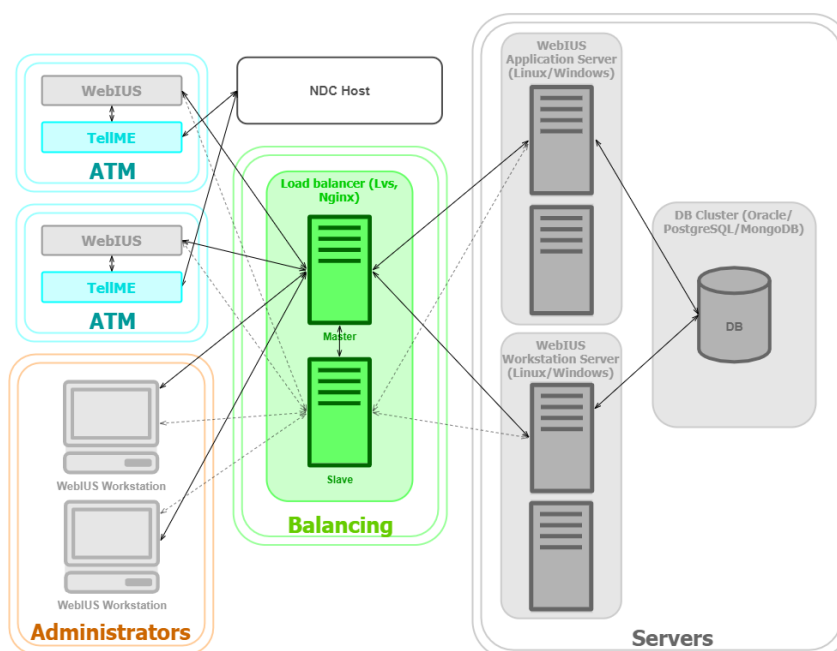 WebIUS
TellME
ATM
WebIUS
TellME
ATM
NDC Host
Load balancer (Lvs,
Nginx)
Master
Slave
Balancing
WebIUS Workstation
WebIUS Workstation
Administrators
WebIUS
Application Server
(Linux/Windows)
WebIUS
Workstation Server
(Linux/Windows)
DB Cluster (Oracle/
PostgreSQL/MongoDB)
DB
Servers